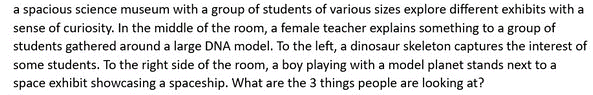 a spacious science museum with a group of students of various sizes explore different exhibits with a
sense of curiosity. In the middle of the room, a female teacher explains something to a group of
students gathered around a large DNA model. To the left, a dinosaur skeleton captures the interest of
some students. To the right side of the room, a boy playing with a model planet stands next to a
space exhibit showcasing a spaceship. What are the 3 things people are looking at?